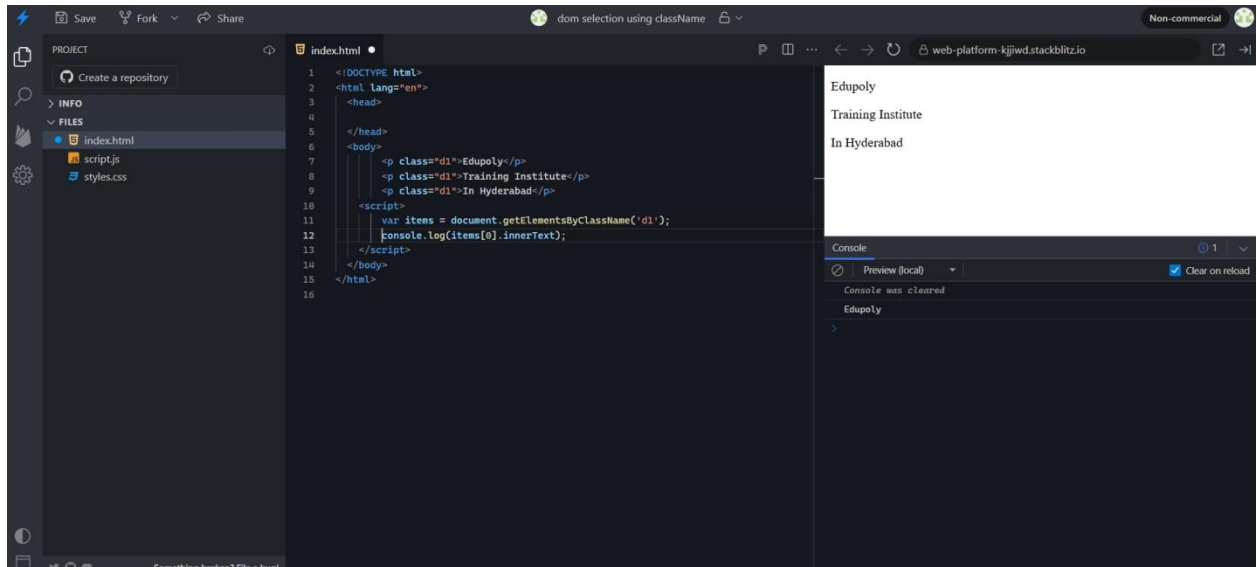 Save Fork Share
dom selection using className
Non-commercial
PROJECT
Create a repository
INFO
FILES
index.html
script.js
styles.css
index.html
1 <!DOCTYPE html>
2 <html lang="en">
3 <head>
4
5 </head>
6 <body>
7 <p class="d1">Edupoly</p>
8 <p class="d1">Training Institute</p>
9 <p class="d1">In Hyderabad</p>
10 <script>
11 var items = document.getElementsByClassName('d1');
12 console.log(items[0].innerText);
13 </script>
14 </body>
15 </html>
16
web-platform-kjjiwd.stackblitz.io
Edupoly
Training Institute
In Hyderabad
Console
1
Preview (local)
Clear on reload
Console was cleared
Edupoly